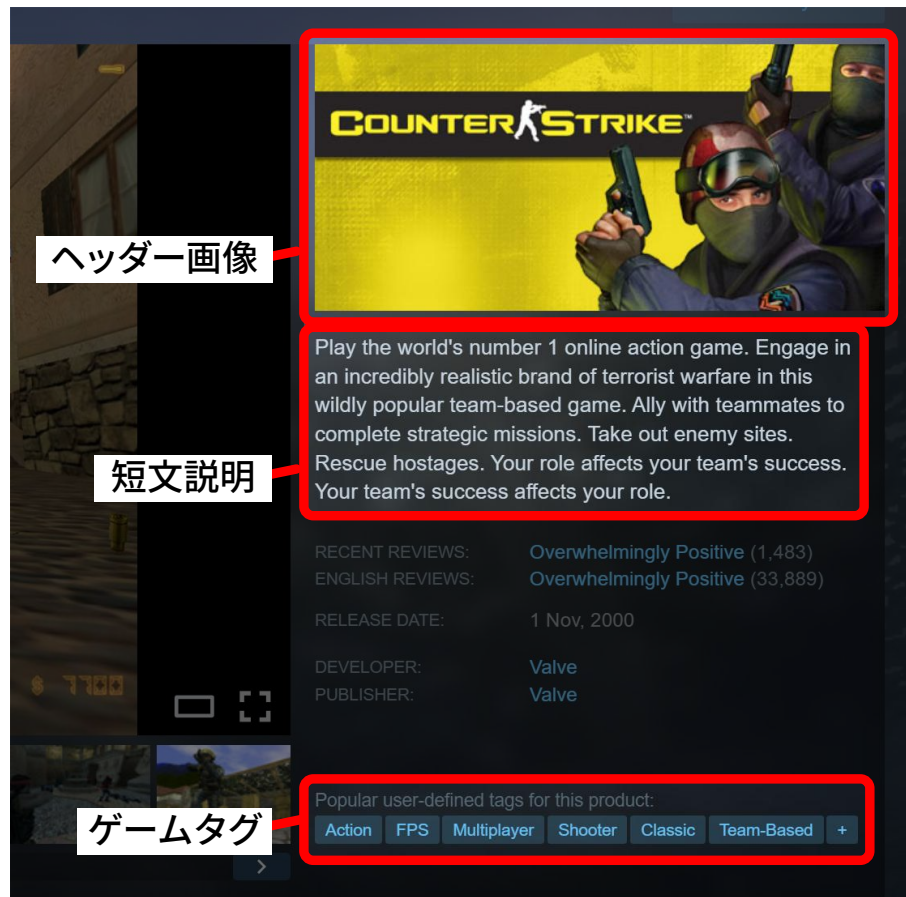 COUNTER STRIKE™
ヘッダー画像
Play the world's number 1 online action game. Engage in
an incredibly realistic brand of terrorist warfare in this
wildly popular team-based game. Ally with teammates to
complete strategic missions. Take out enemy sites.
Rescue hostages. Your role affects your team's success.
Your team's success affects your role.
短文説明
RECENT REVIEWS: Overwhelmingly Positive (1,483)
ENGLISH REVIEWS: Overwhelmingly Positive (33,889)
RELEASE DATE: 1 Nov, 2000
DEVELOPER: Valve
PUBLISHER: Valve
$ 7700
Popular user-defined tags for this product:
ゲームタグ
Action FPS Multiplayer Shooter Classic Team-Based +